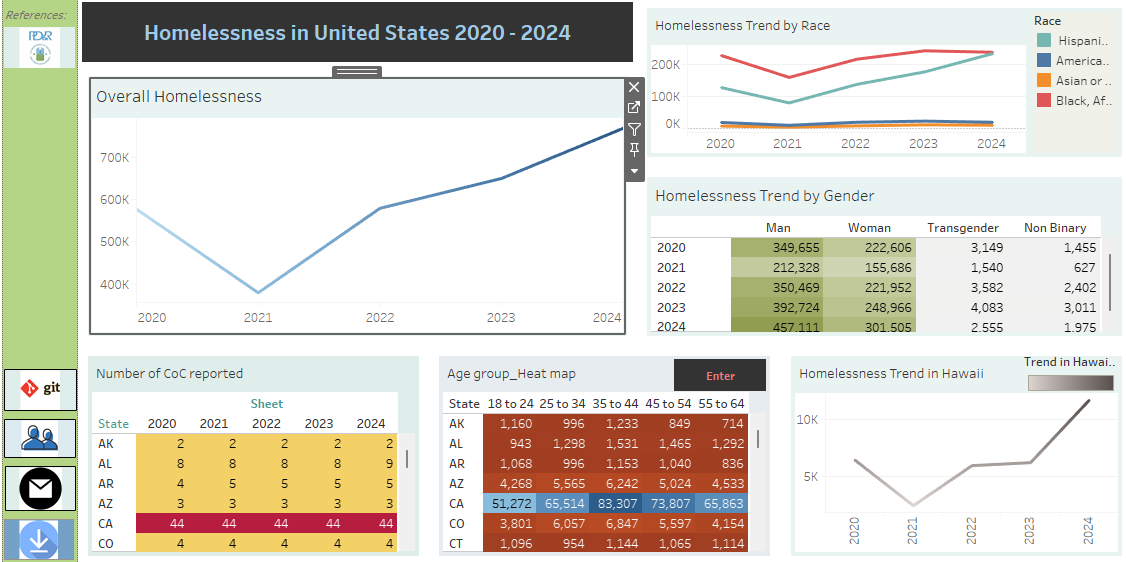 References:
PD&R
Homelessness in United States 2020 - 2024
Overall Homelessness
700K
600K
500K
400K
2020 2021 2022 2023 2024
Homelessness Trend by Race
200K
100K
0K
2020 2021 2022 2023 2024
Race
Hispani..
America..
Asian or ..
Black, Af..
Homelessness Trend by Gender
Man Woman Transgender Non Binary
2020 349,655 222,606 3,149 1,455
2021 212,328 155,686 1,540 627
2022 350,469 221,952 3,582 2,402
2023 392,724 248,966 4,083 3,011
2024 457,111 301,505 2,555 1,975
git
Number of CoC reported
Sheet
State 2020 2021 2022 2023 2024
AK 2 2 2 2 2
AL 8 8 8 8 9
AR 4 5 5 5 5
AZ 3 3 3 3 3
CA 44 44 44 44 44
CO 4 4 4 4 4
Age group_Heat map
Enter
State 18 to 24 25 to 34 35 to 44 45 to 54 55 to 64
AK 1,160 996 1,233 849 714
AL 943 1,298 1,531 1,465 1,292
AR 1,068 996 1,153 1,040 836
AZ 4,268 5,565 6,242 5,024 4,533
CA 51,272 65,514 83,307 73,807 65,863
CO 3,801 6,057 6,847 5,597 4,154
CT 1,096 954 1,144 1,065 1,114
Homelessness Trend in Hawaii
Trend in Hawai..
10K
5K
2020 2021 2022 2023 2024